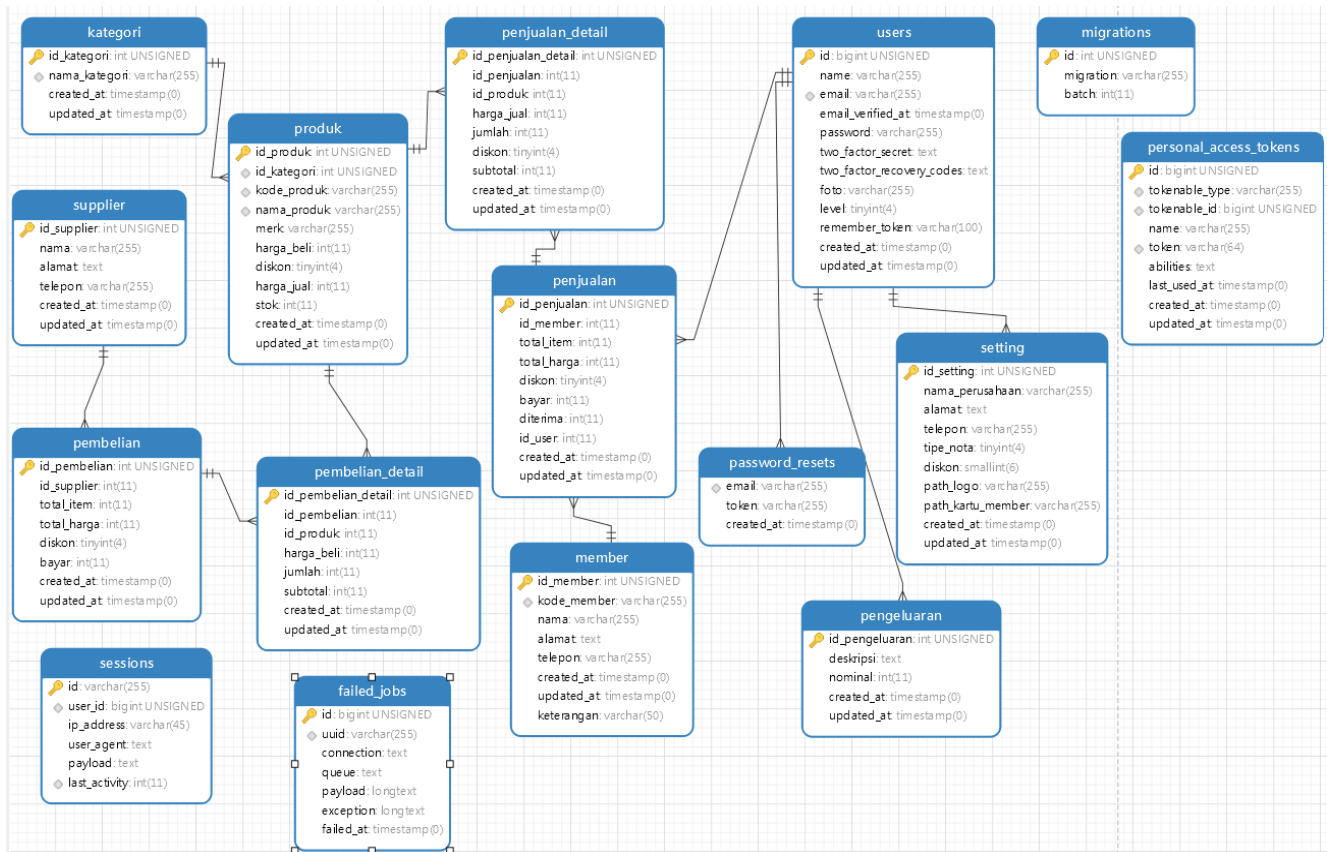 kategori
id_kategori: int UNSIGNED
nama_kategori: varchar(255)
created_at: timestamp(0)
updated_at: timestamp(0)
supplier
id_supplier: int UNSIGNED
nama: varchar(255)
alamat: text
telepon: varchar(255)
created_at: timestamp(0)
updated_at: timestamp(0)
produk
id_produk: int UNSIGNED
id_kategori: int UNSIGNED
kode_produk: varchar(255)
nama_produk: varchar(255)
merk: varchar(255)
harga_beli: int(11)
diskon: tinyint(4)
harga_jual: int(11)
stok: int(11)
created_at: timestamp(0)
updated_at: timestamp(0)
penjualan_detail
id_penjualan_detail: int UNSIGNED
id_penjualan: int(11)
id_produk: int(11)
harga_jual: int(11)
jumlah: int(11)
diskon: tinyint(4)
subtotal: int(11)
created_at: timestamp(0)
updated_at: timestamp(0)
users
id: bigint UNSIGNED
name: varchar(255)
email: varchar(255)
email_verified_at: timestamp(0)
password: varchar(255)
two_factor_secret: text
two_factor_recovery_codes: text
foto: varchar(255)
level: tinyint(4)
remember_token: varchar(100)
created_at: timestamp(0)
updated_at: timestamp(0)
migrations
id: int UNSIGNED
migration: varchar(255)
batch: int(11)
personal_access_tokens
id: bigint UNSIGNED
tokenable_type: varchar(255)
tokenable_id: bigint UNSIGNED
name: varchar(255)
token: varchar(64)
abilities: text
last_used_at: timestamp(0)
created_at: timestamp(0)
updated_at: timestamp(0)
penjualan
id_penjualan: int UNSIGNED
id_member: int(11)
total_item: int(11)
total_harga: int(11)
diskon: tinyint(4)
bayar: int(11)
diterima: int(11)
id_user: int(11)
created_at: timestamp(0)
updated_at: timestamp(0)
setting
id_setting: int UNSIGNED
nama_perusahaan: varchar(255)
alamat: text
telepon: varchar(255)
tipe_nota: tinyint(4)
diskon: smallint(6)
path_logo: varchar(255)
path_kartu_member: varchar(255)
created_at: timestamp(0)
updated_at: timestamp(0)
pembelian
id_pembelian: int UNSIGNED
id_supplier: int(11)
total_item: int(11)
total_harga: int(11)
diskon: tinyint(4)
bayar: int(11)
created_at: timestamp(0)
updated_at: timestamp(0)
pembelian_detail
id_pembelian_detail: int UNSIGNED
id_pembelian: int(11)
id_produk: int(11)
harga_beli: int(11)
jumlah: int(11)
subtotal: int(11)
created_at: timestamp(0)
updated_at: timestamp(0)
password_resets
email: varchar(255)
token: varchar(255)
created_at: timestamp(0)
member
id_member: int UNSIGNED
kode_member: varchar(255)
nama: varchar(255)
alamat: text
telepon: varchar(255)
created_at: timestamp(0)
updated_at: timestamp(0)
keterangan: varchar(50)
pengeluaran
id_pengeluaran: int UNSIGNED
deskripsi: text
nominal: int(11)
created_at: timestamp(0)
updated_at: timestamp(0)
sessions
id: varchar(255)
user_id: bigint UNSIGNED
ip_address: varchar(45)
user_agent: text
payload: text
last_activity: int(11)
failed_jobs
id: bigint UNSIGNED
uuid: varchar(255)
connection: text
queue: text
payload: longtext
exception: longtext
failed_at: timestamp(0)